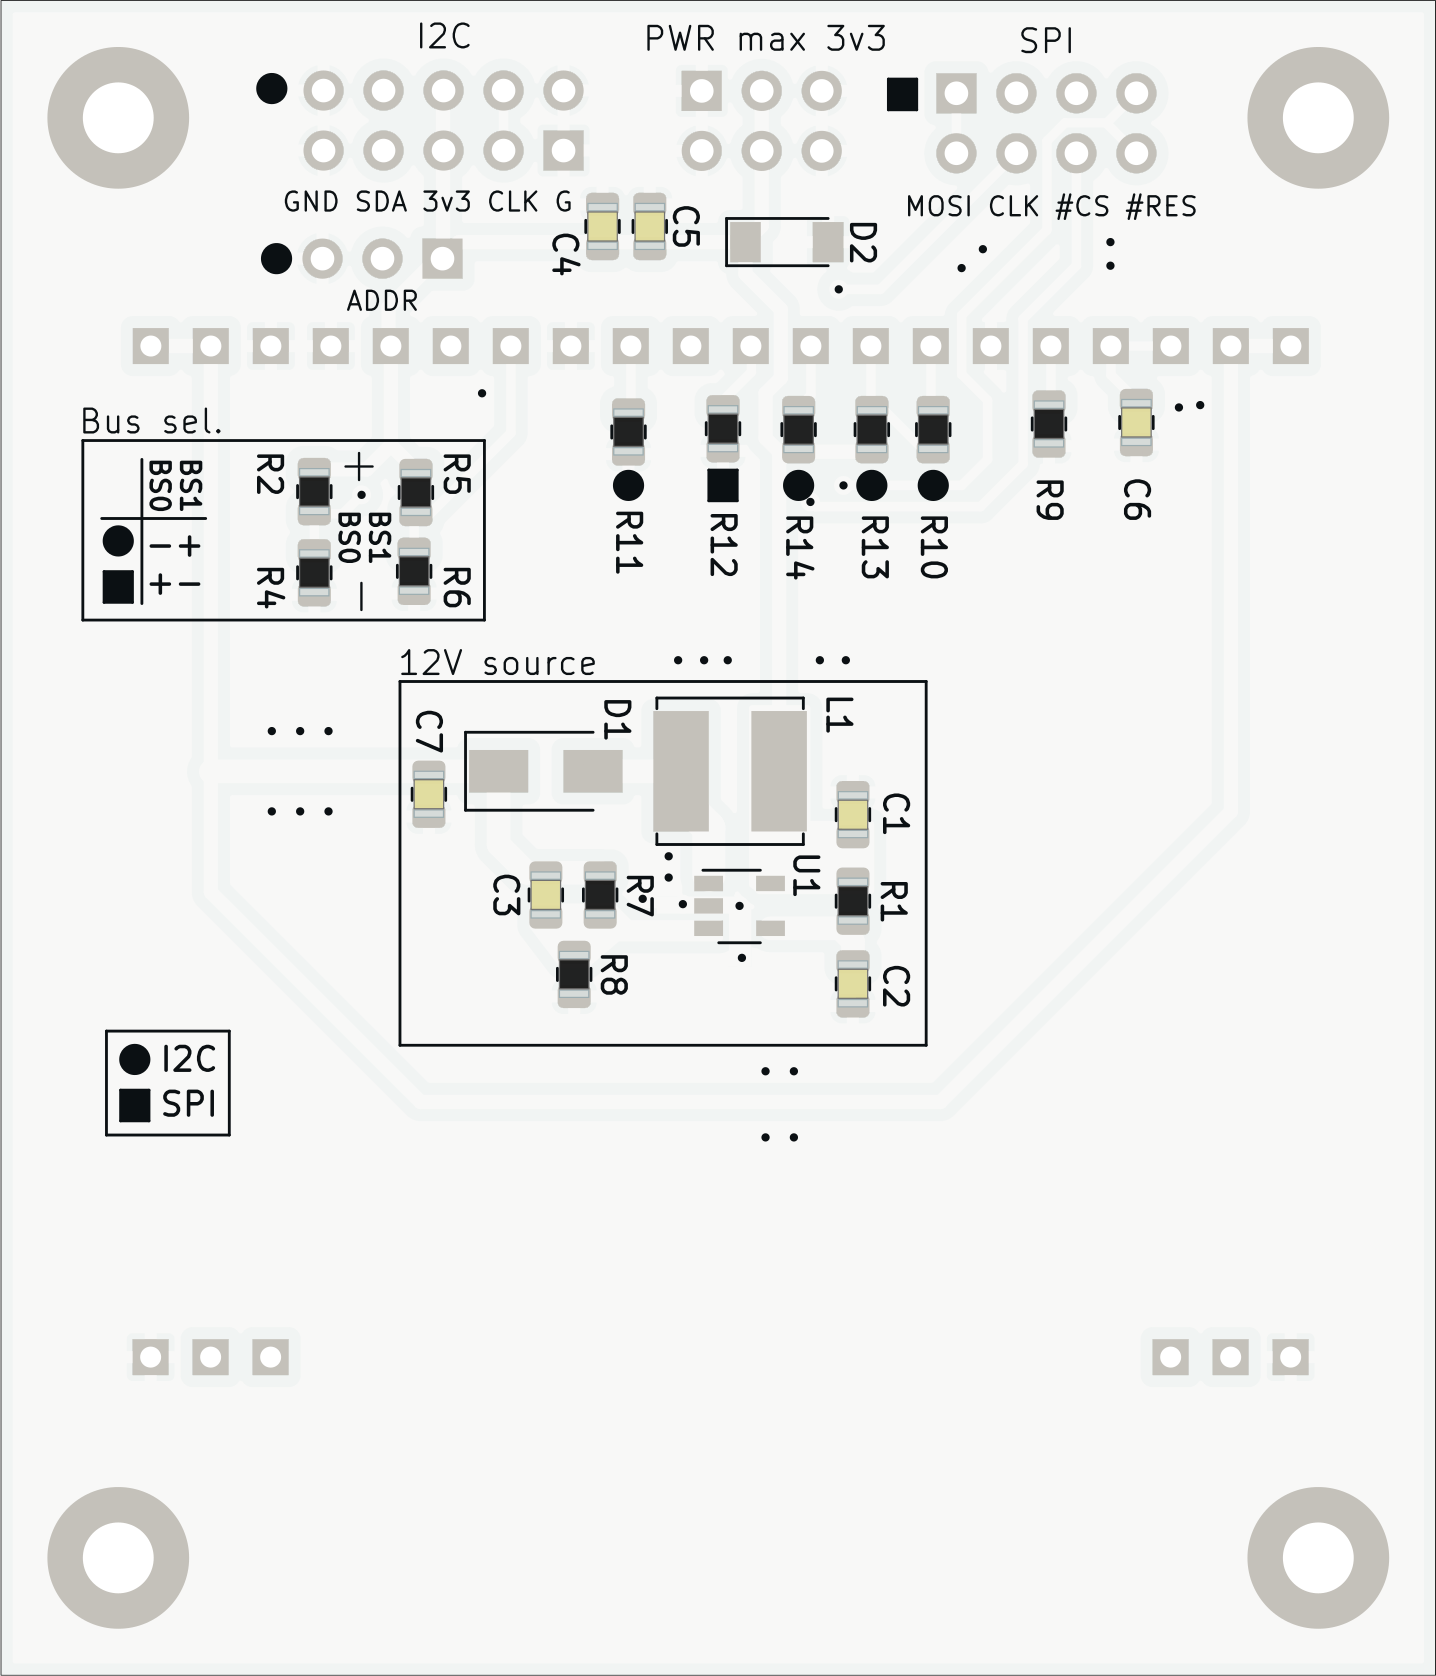 I2C
PWR max 3v3
SPI
GND SDA 3v3 CLK G
MOSI CLK #CS #RES
C4
C5
D2
ADDR
Bus sel.
BS0
BS1
- +
+ -
R2
+
R5
BS0
BS1
R4
-
R6
R11
R12
R14
R13
R10
R9
C6
12V source
C7
D1
L1
C1
U1
C3
R7
R1
R8
C2
I2C
SPI